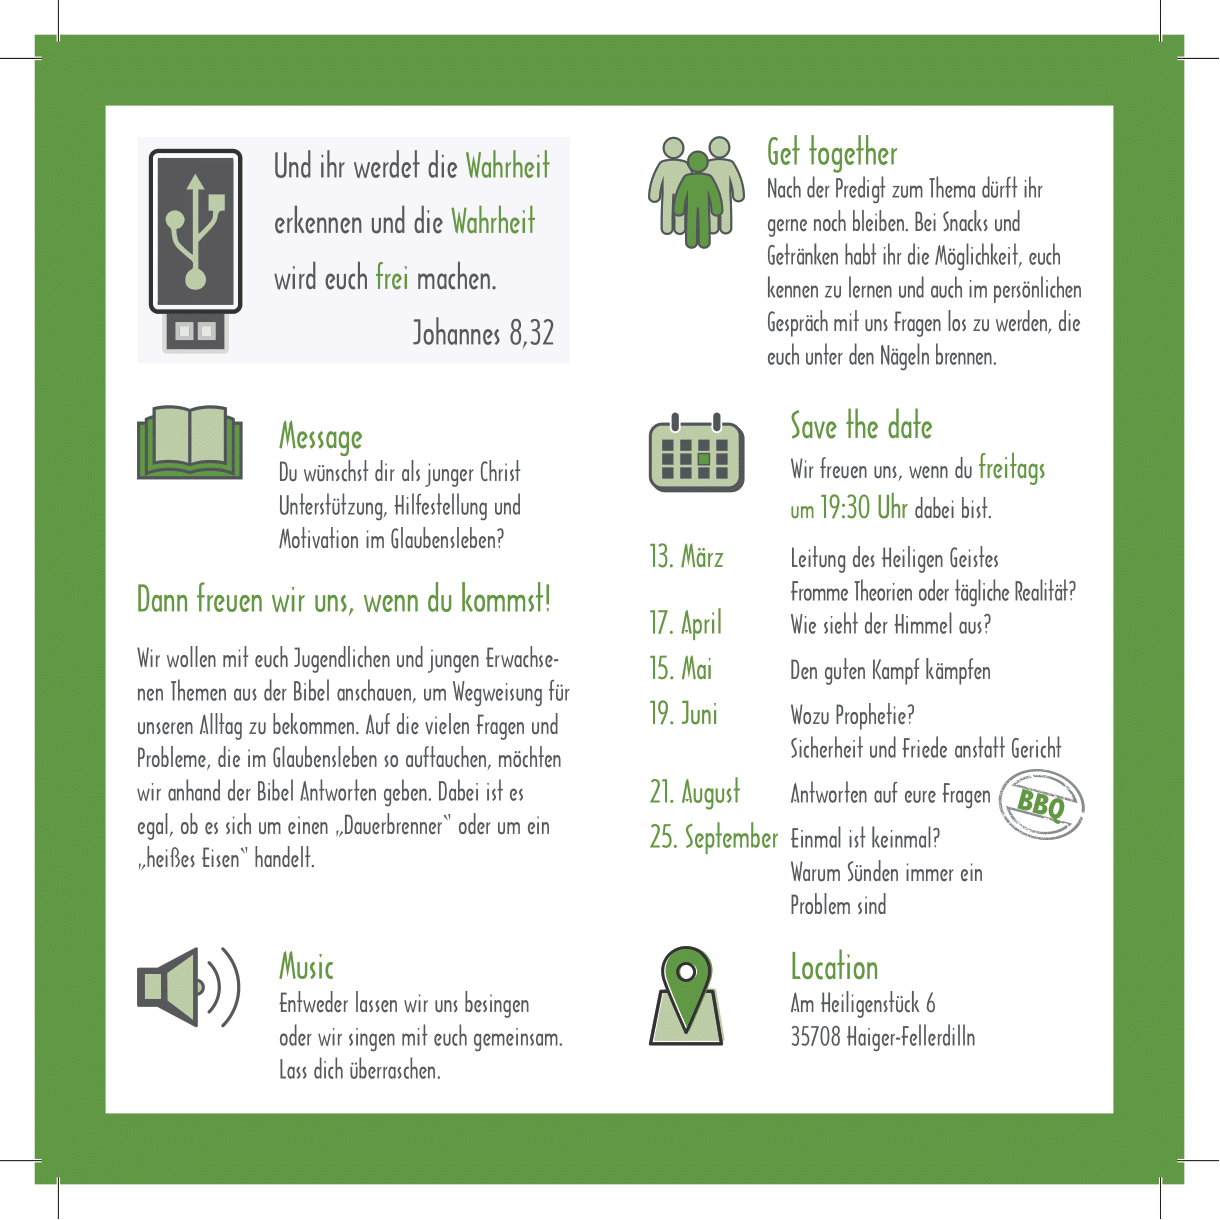 Und ihr werdet die Wahrheit
erkennen und die Wahrheit
wird euch frei machen.
Johannes 8,32
Message
Du wünschst dir als junger Christ
Unterstützung, Hilfestellung und
Motivation im Glaubensleben?
Dann freuen wir uns, wenn du kommst!
Wir wollen mit euch Jugendlichen und jungen Erwachse-
nen Themen aus der Bibel anschauen, um Wegweisung für
unseren Alltag zu bekommen. Auf die vielen Fragen und
Probleme, die im Glaubensleben so auftauchen, möchten
wir anhand der Bibel Antworten geben. Dabei ist es
egal, ob es sich um einen „Dauerbrenner‟ oder um ein
„heißes Eisen‟ handelt.
Music
Entweder lassen wir uns besingen
oder wir singen mit euch gemeinsam.
Lass dich überraschen.
Get together
Nach der Predigt zum Thema dürft ihr
gerne noch bleiben. Bei Snacks und
Getränken habt ihr die Möglichkeit, euch
kennen zu lernen und auch im persönlichen
Gespräch mit uns Fragen los zu werden, die
euch unter den Nägeln brennen.
Save the date
Wir freuen uns, wenn du freitags
um 19:30 Uhr dabei bist.
13. März Leitung des Heiligen Geistes
Fromme Theorien oder tägliche Realität?
17. April Wie sieht der Himmel aus?
15. Mai Den guten Kampf kämpfen
19. Juni Wozu Prophetie?
Sicherheit und Friede anstatt Gericht
21. August Antworten auf eure Fragen BBQ
25. September Einmal ist keinmal?
Warum Sünden immer ein
Problem sind
Location
Am Heiligenstück 6
35708 Haiger-Fellerdilln